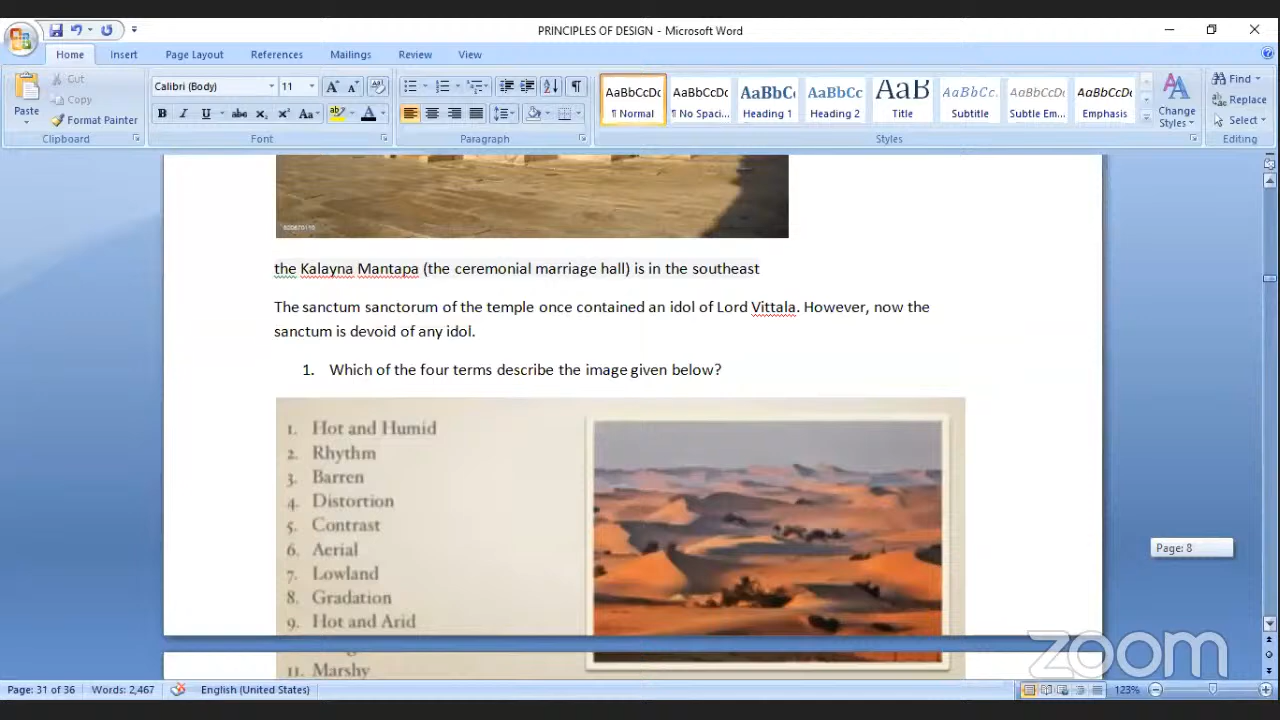 PRINCIPLES OF DESIGN - Microsoft Word
Home Insert Page Layout References Mailings Review View
Paste
Cut
Copy
Format Painter
Clipboard
Calibri (Body) 11
Font
Paragraph
AaBbCcDc AaBbCcDc AaBbC AaBbCc AaB AaBbCc. AaBbCcDc AaBbCcDc
¶ Normal ¶ No Spaci... Heading 1 Heading 2 Title Subtitle Subtle Em... Emphasis
Change Styles
Styles
Find
Replace
Select
Editing
the Kalayna Mantapa (the ceremonial marriage hall) is in the southeast
The sanctum sanctorum of the temple once contained an idol of Lord Vittala. However, now the
sanctum is devoid of any idol.
1. Which of the four terms describe the image given below?
1. Hot and Humid
2. Rhythm
3. Barren
4. Distortion
5. Contrast
6. Aerial
7. Lowland
8. Gradation
9. Hot and Arid
11. Marshy
Page: 8
zoom
Page: 31 of 36 Words: 2,467 English (United States) 123%